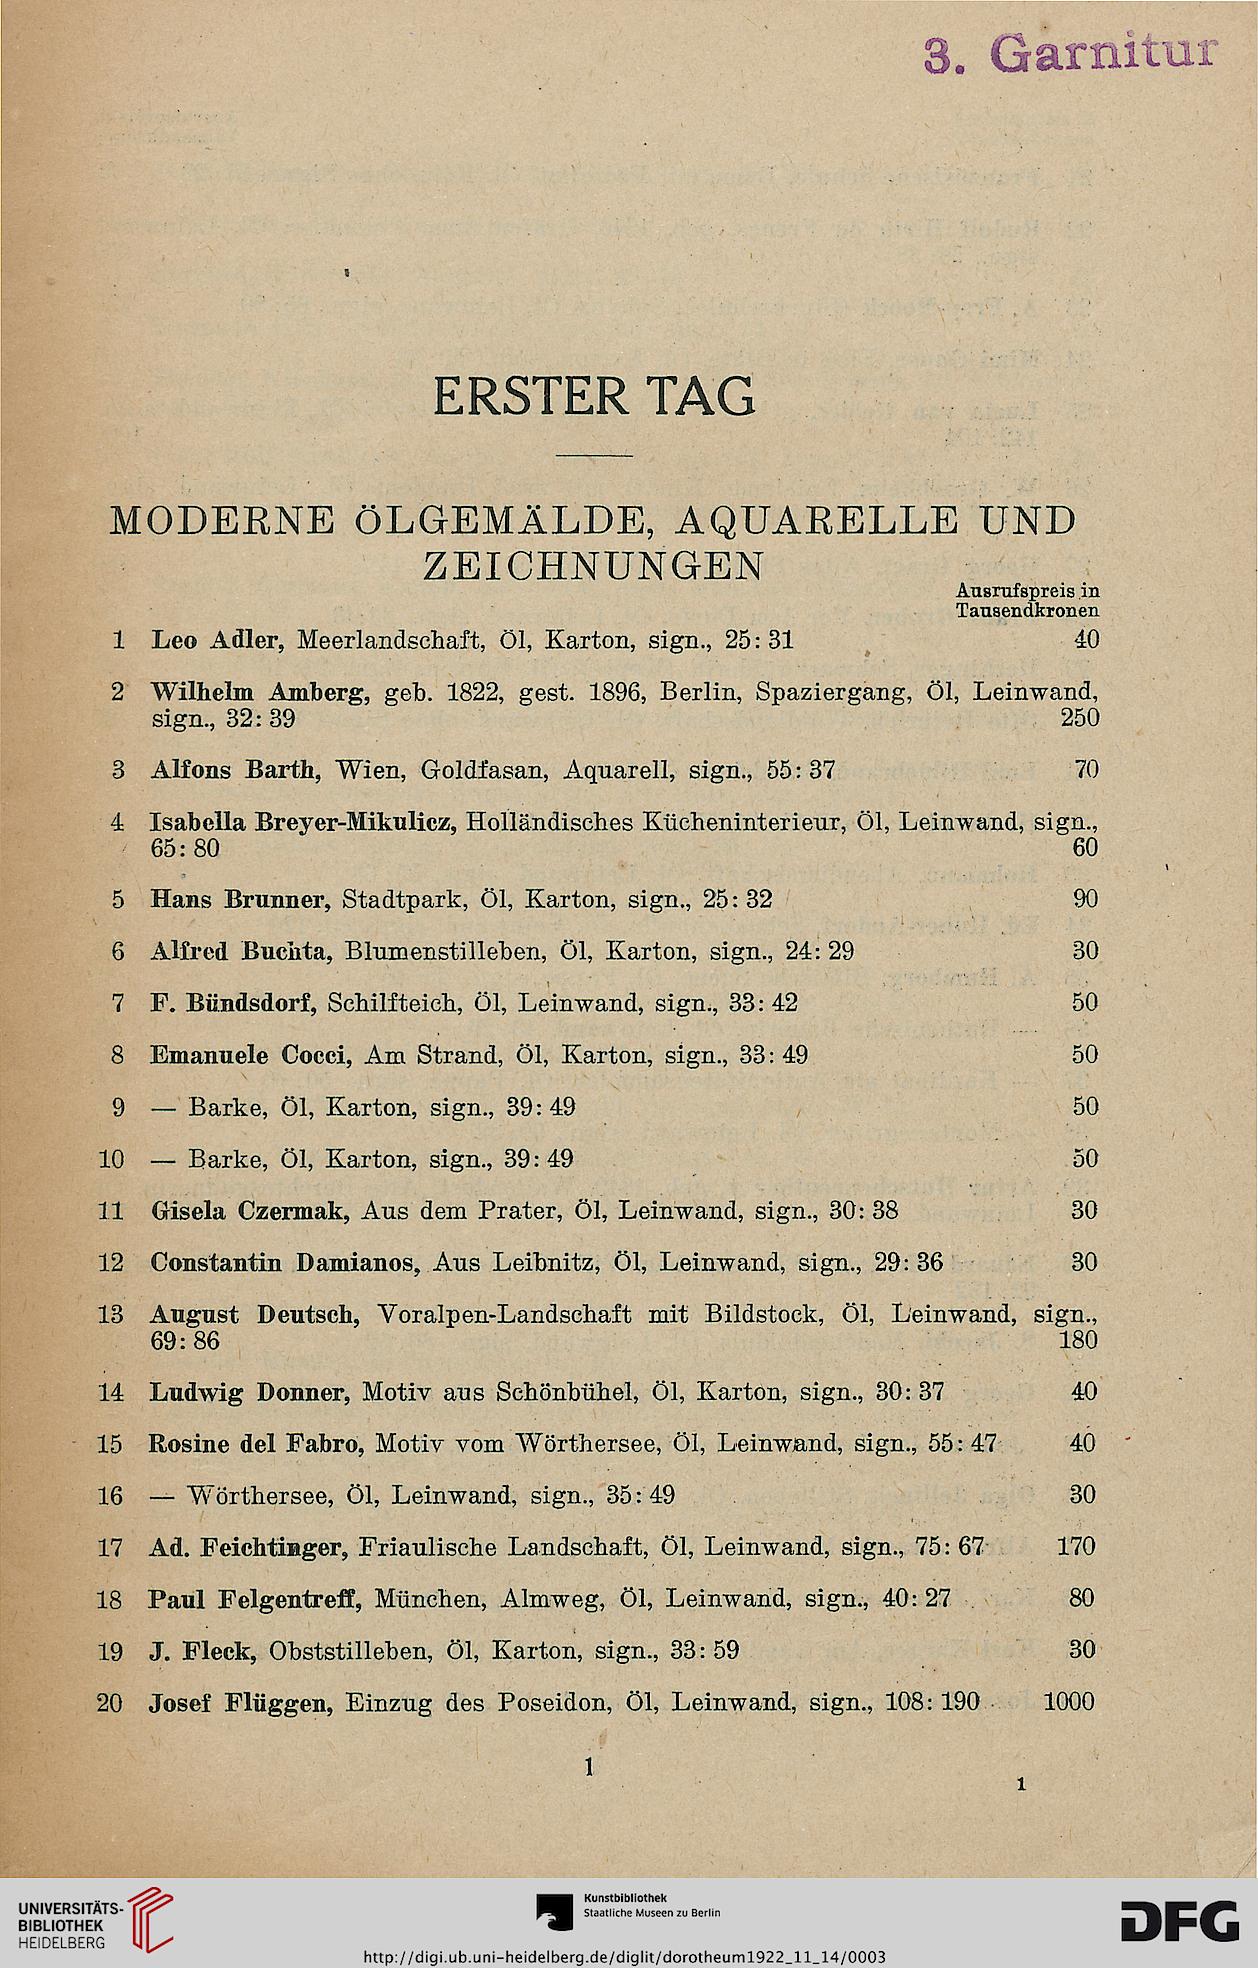 3. Garnitur
ERSTER TAG
MODERNE ÖLGEMÄLDE, AQUARELLE UND
ZEICHNUNGEN
Ausrufspreis in
Tausendkronen
1 Leo Adler, Meerlandschaft, Öl, Karton, sign., 25:31 40
2 Wilhelm Amberg, geb. 1822, gest. 1896, Berlin, Spaziergang, Öl, Leinwand,
sign., 32:39 250
3 Alfons Barth, Wien, Goldfasan, Aquarell, sign., 55:37 70
4 Isabella Breyer-Mikulicz, Holländisches Kücheninterieur, Öl, Leinwand, sign.,
65:80 60
5 Hans Brunner, Stadtpark, Öl, Karton, sign., 25:32 90
6 Alfred Buchta, Blumenstilleben, Öl, Karton, sign., 24:29 30
7 F. Bündsdorf, Schilfteich, Öl, Leinwand, sign., 33:42 50
8 Emanuele Cocci, Am Strand, Öl, Karton, sign., 33:49 50
9 — Barke, Öl, Karton, sign., 39:49 50
10 — Barke, Öl, Karton, sign., 39:49 50
11 Gisela Czermak, Aus dem Prater, Öl, Leinwand, sign., 30:38 30
12 Constantin Damianos, Aus Leibnitz, Öl, Leinwand, sign., 29:36 30
13 August Deutsch, Voralpen-Landschaft mit Bildstock, Öl, Leinwand, sign.,
69:86 180
14 Ludwig Donner, Motiv aus Schönbühel, Öl, Karton, sign., 30:37 40
15 Rosine del Fabro, Motiv vom Wörthersee, Öl, Leinwand, sign., 55:47 40
16 — Wörthersee, Öl, Leinwand, sign., 35:49 30
17 Ad. Feichtinger, Friaulische Landschaft, Öl, Leinwand, sign., 75:67 170
18 Paul Felgentreff, München, Almweg, Öl, Leinwand, sign., 40:27 80
19 J. Fleck, Obststilleben, Öl, Karton, sign., 33:59 30
20 Josef Flüggen, Einzug des Poseidon, Öl, Leinwand, sign., 108:190 1000
1
1
UNIVERSITÄTS-
BIBLIOTHEK
HEIDELBERG
Kunstbibliothek
Staatliche Museen zu Berlin
DFG
http://digi.ub.uni-heidelberg.de/diglit/dorotheum1922_11_14/0003